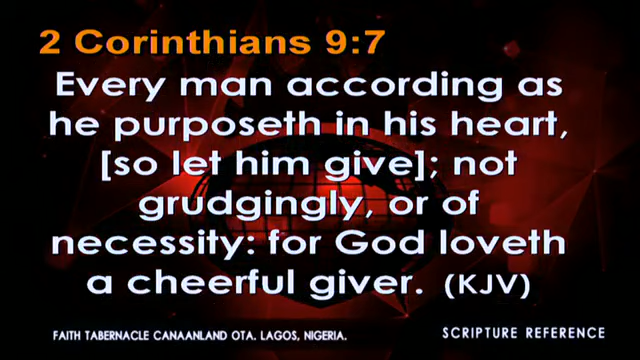 2 Corinthians 9:7
Every man according as
he purposeth in his heart,
[so let him give]; not
grudgingly, or of
necessity: for God loveth
a cheerful giver. (KJV)
FAITH TABERNACLE CANAANLAND OTA. LAGOS, NIGERIA.
SCRIPTURE REFERENCE